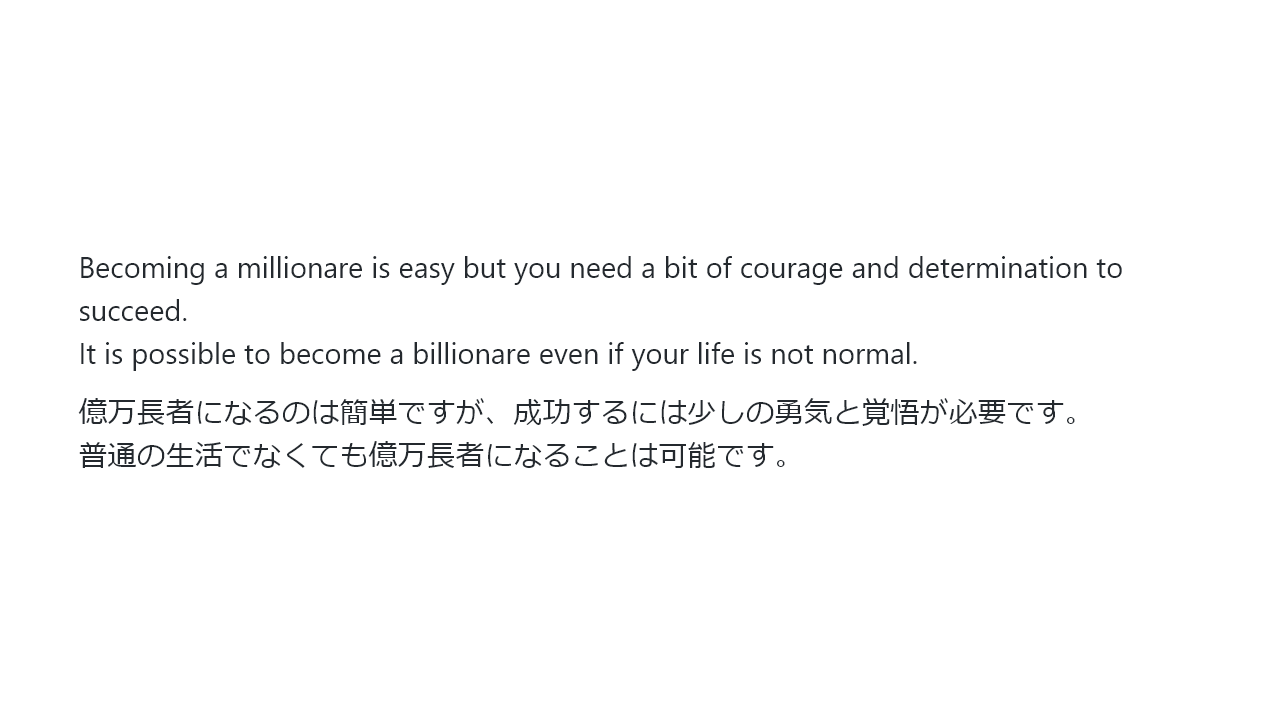 Becoming a millionare is easy but you need a bit of courage and determination to
succeed.
It is possible to become a billionare even if your life is not normal.
億万長者になるのは簡単ですが、成功するには少しの勇気と覚悟が必要です。
普通の生活でなくても億万長者になることは可能です。